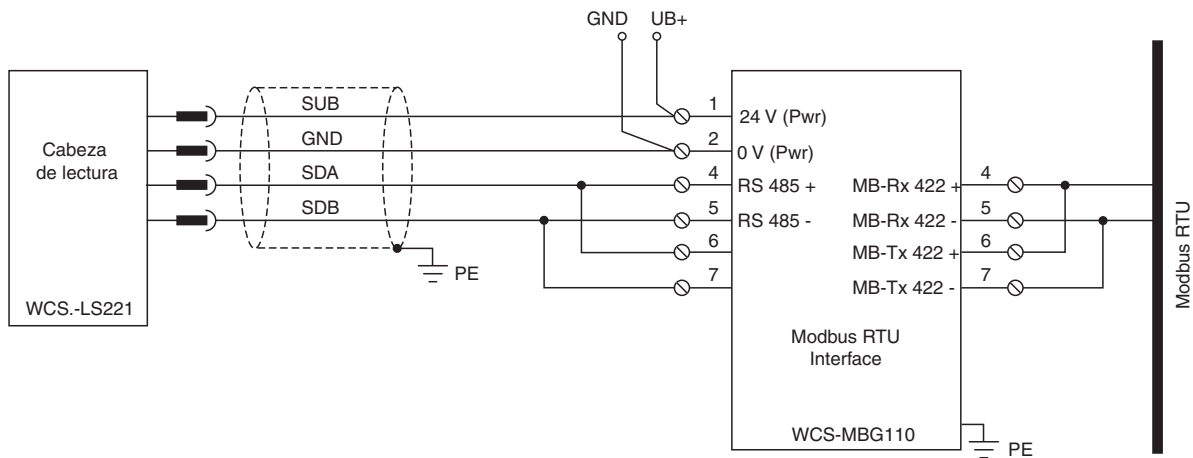 GND UB+
Cabeza
de lectura
WCS.-LS221
SUB
GND
SDA
SDB
PE
1
2
4
5
6
7
24 V (Pwr)
0 V (Pwr)
RS 485 +
RS 485 -
MB-Rx 422 +
MB-Rx 422 -
MB-Tx 422 +
MB-Tx 422 -
4
5
6
7
Modbus RTU
Interface
WCS-MBG110
PE
Modbus RTU